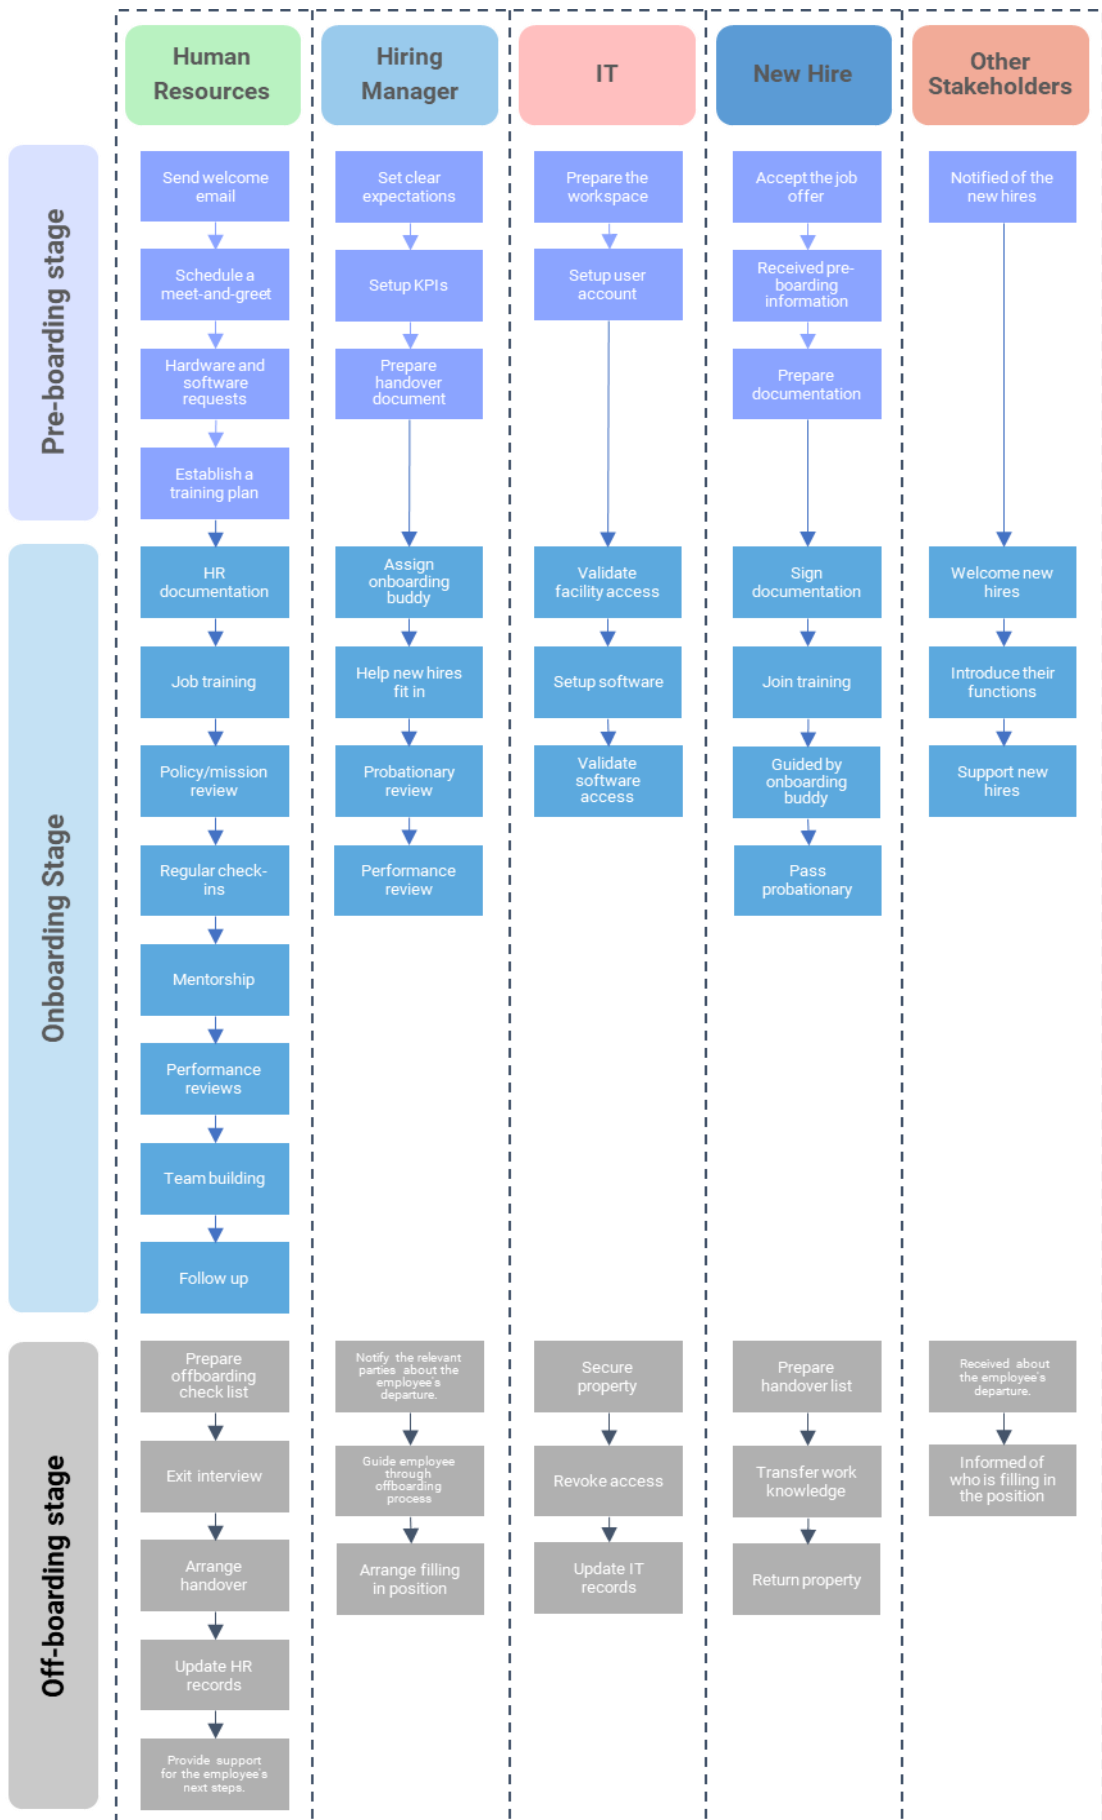 Human
Resources
Hiring
Manager
IT
New Hire
Other
Stakeholders
Pre-boarding stage
Send welcome
email
Schedule a
meet-and-greet
Hardware and
software
requests
Establish a
training plan
Set clear
expectations
Setup KPIs
Prepare
handover
document
Prepare the
workspace
Setup user
account
Accept the job
offer
Received pre-
boarding
information
Prepare
documentation
Notified of the
new hires
Onboarding Stage
HR
documentation
Job training
Policy/mission
review
Regular check-
ins
Mentorship
Performance
reviews
Team building
Follow up
Assign
onboarding
buddy
Help new hires
fit in
Probationary
review
Performance
review
Validate
facility access
Setup software
Validate
software
access
Sign
documentation
Join training
Guided by
onboarding
buddy
Pass
probationary
Welcome new
hires
Introduce their
functions
Support new
hires
Off-boarding stage
Prepare
offboarding
check list
Exit interview
Arrange
handover
Update HR
records
Provide support
for the employee's
next steps.
Notify the relevant
parties about the
employee's
departure.
Guide employee
through
offboarding
process
Arrange filling
in position
Secure
property
Revoke access
Update IT
records
Prepare
handover list
Transfer work
knowledge
Return property
Received about
the employee's
departure.
Informed of
who is filling in
the position